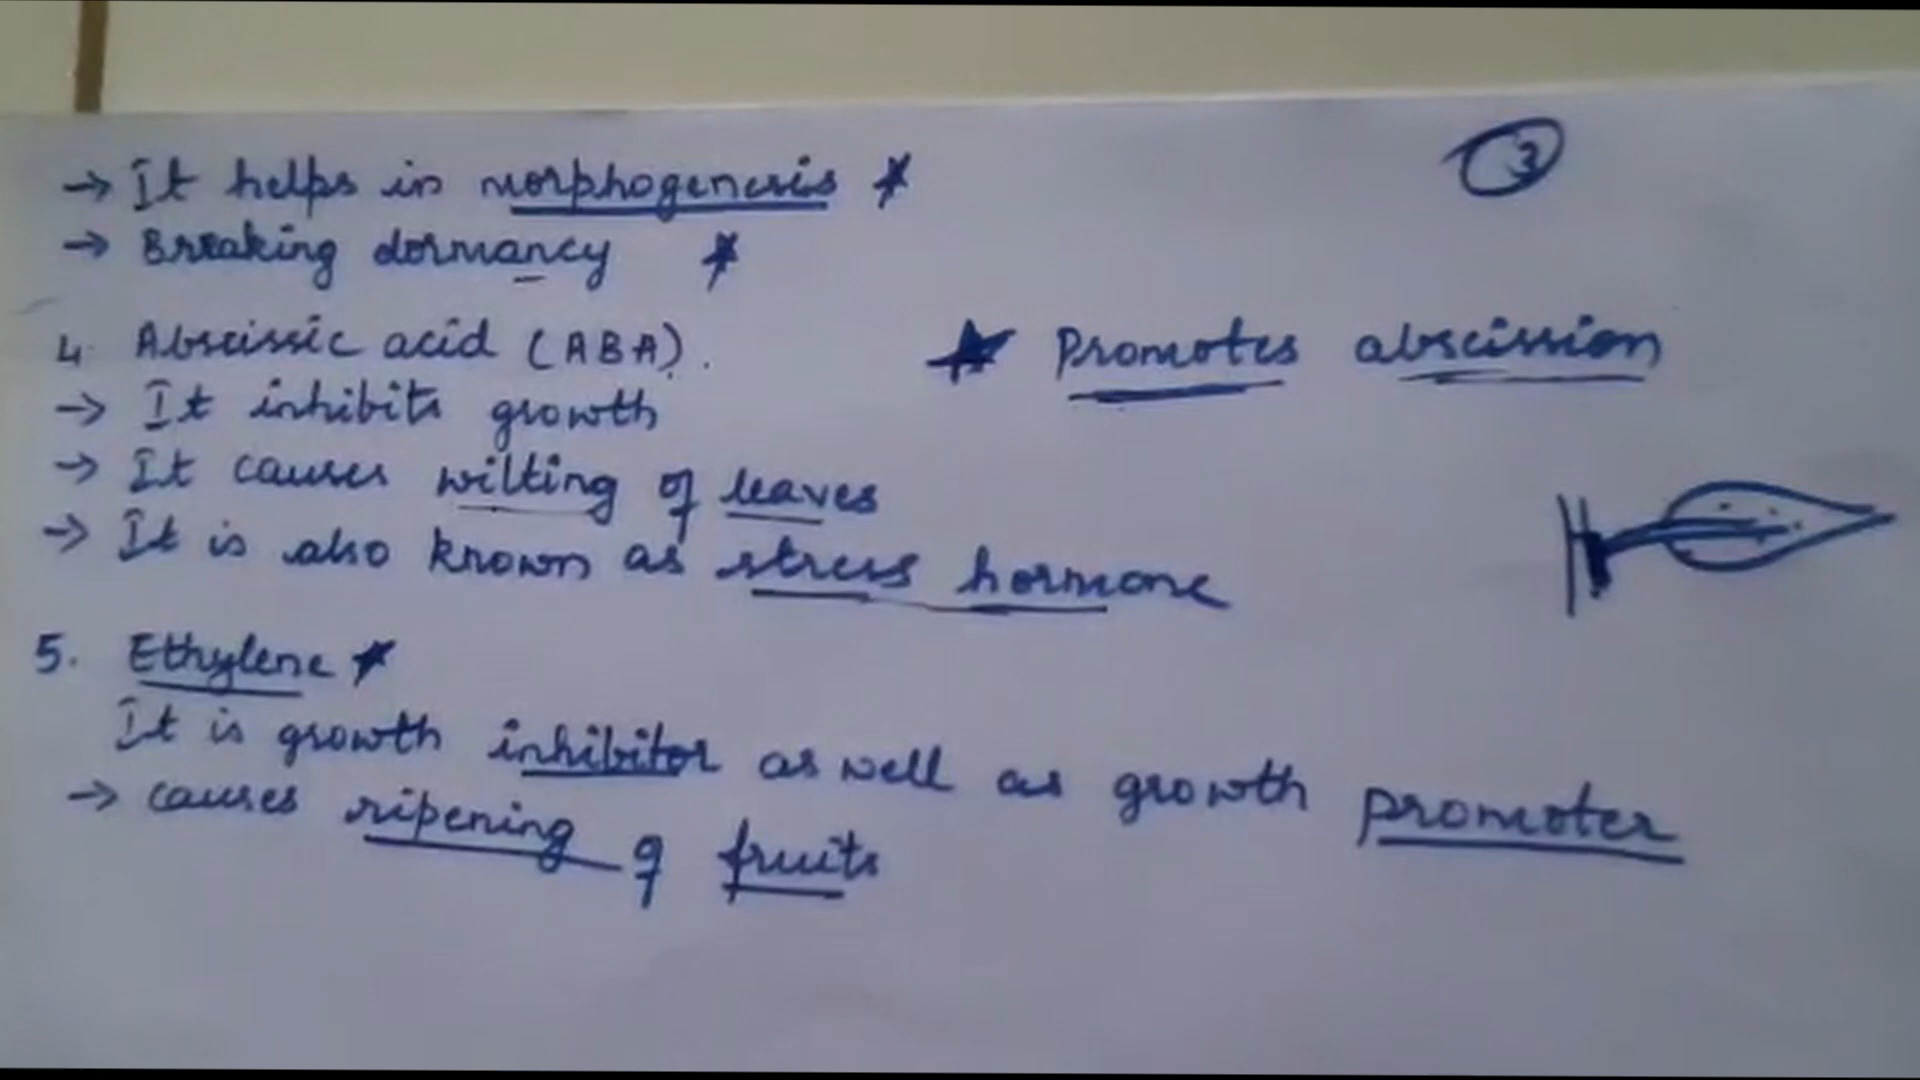 3
→ It helps in morphogenesis ★
→ Breaking dormancy ★
4. Abscissic acid (ABA). ★ Promotes abscission
→ It inhibits growth
→ It causes wilting of leaves
→ It is also known as stress hormone
5. Ethylene ★
It is growth inhibitor as well as growth promoter
→ causes ripening of fruits